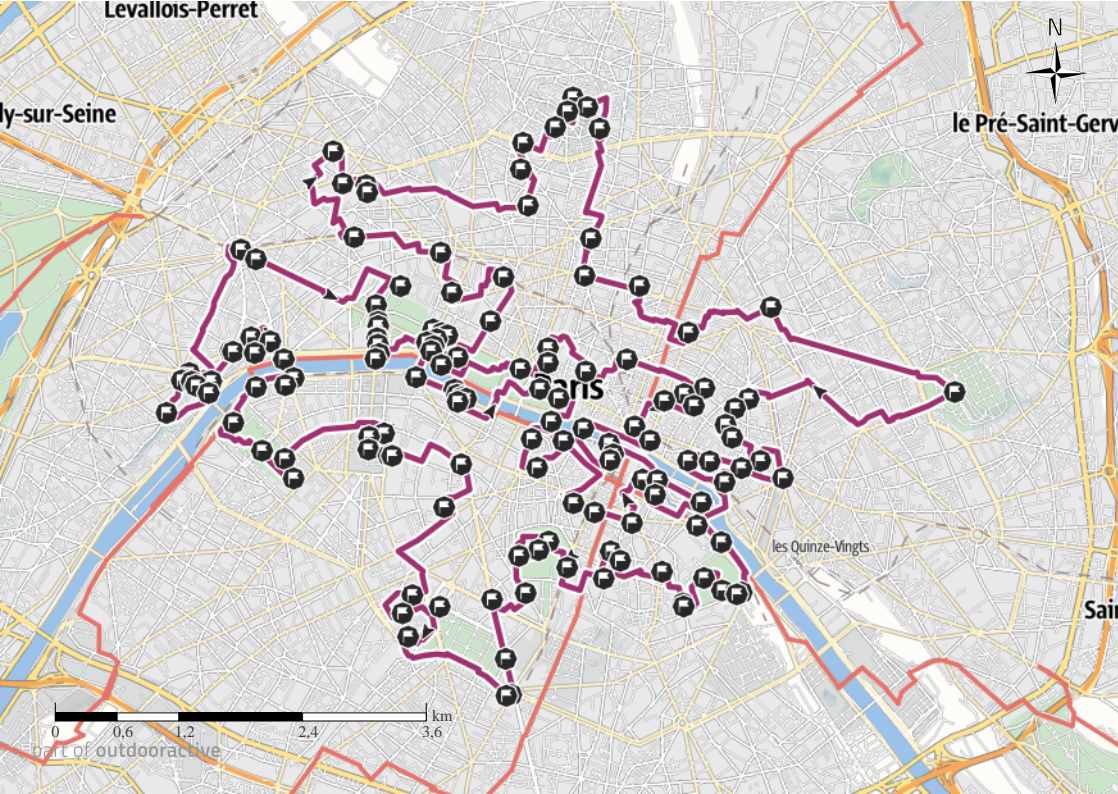 Levallois-Perret
N
ly-sur-Seine
le Pré-Saint-Gerv
Paris
les Quinze-Vingts
Sain
km
0 0,6 1,2 2,4 3,6
part of outdooractive